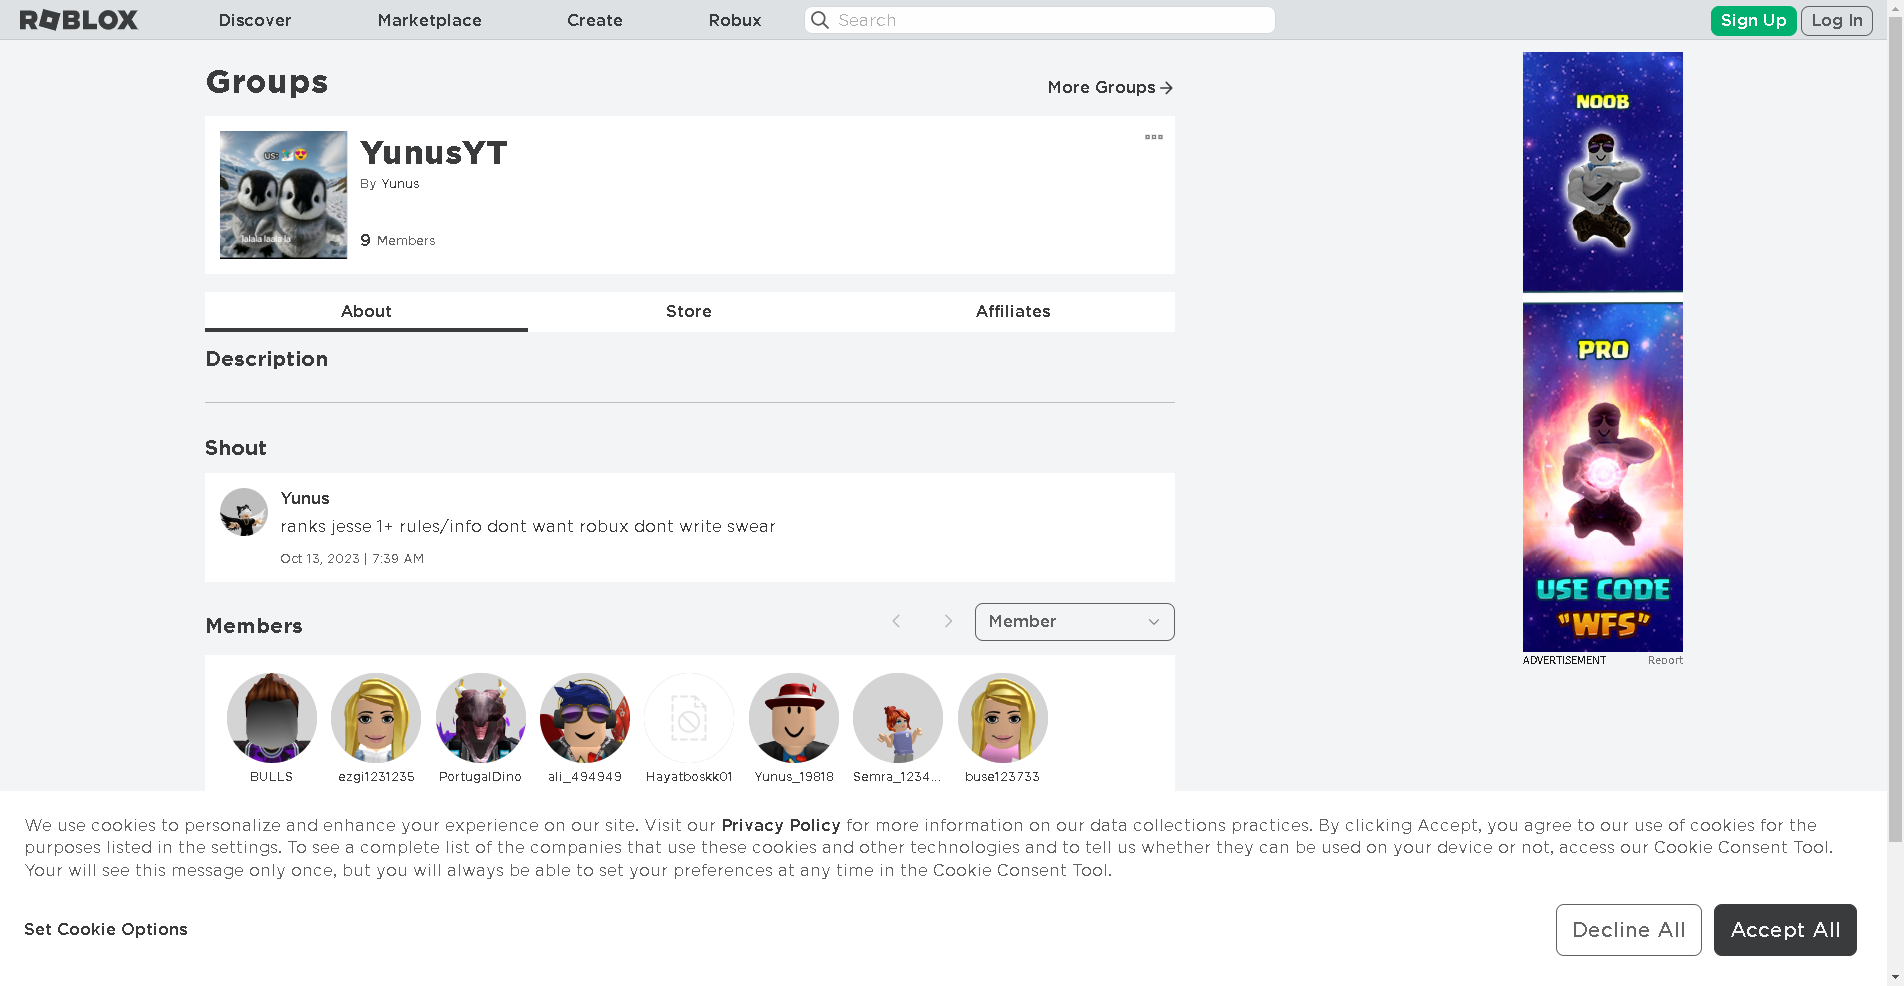 ROBLOX
Discover
Marketplace
Create
Robux
Search
Sign Up
Log In
Groups
More Groups
US:
lalala laala la
YunusYT
By Yunus
9 Members
About
Store
Affiliates
Description
Shout
Yunus
ranks jesse 1+ rules/info dont want robux dont write swear
Oct 13, 2023 | 7:39 AM
Members
Member
BULLS
ezgi1231235
PortugalDino
ali_494949
Hayatboskk01
Yunus_19818
Semra_1234...
buse123733
NOOB
PRO
USE CODE
"WFS"
ADVERTISEMENT
Report
We use cookies to personalize and enhance your experience on our site. Visit our Privacy Policy for more information on our data collections practices. By clicking Accept, you agree to our use of cookies for the
purposes listed in the settings. To see a complete list of the companies that use these cookies and other technologies and to tell us whether they can be used on your device or not, access our Cookie Consent Tool.
Your will see this message only once, but you will always be able to set your preferences at any time in the Cookie Consent Tool.
Set Cookie Options
Decline All
Accept All